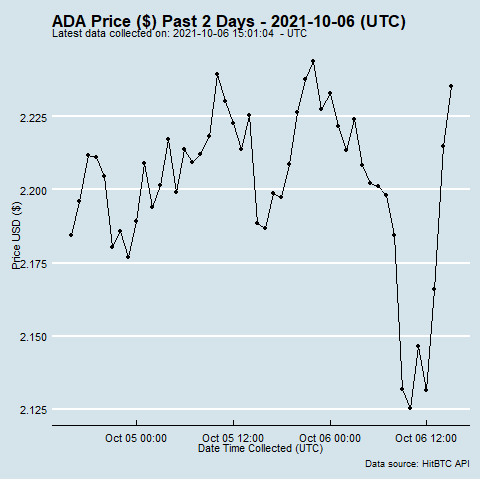 ADA Price ($) Past 2 Days - 2021-10-06 (UTC)
Latest data collected on: 2021-10-06 15:01:04 - UTC
2.225
2.200
2.175
2.150
2.125
Price USD ($)
Oct 05 00:00 Oct 05 12:00 Oct 06 00:00 Oct 06 12:00
Date Time Collected (UTC)
Data source: HitBTC API